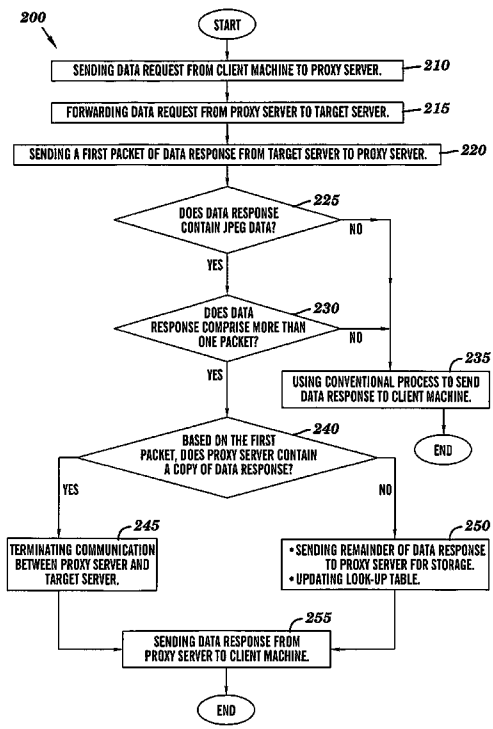 200
START
SENDING DATA REQUEST FROM CLIENT MACHINE TO PROXY SERVER.
210
FORWARDING DATA REQUEST FROM PROXY SERVER TO TARGET SERVER.
215
SENDING A FIRST PACKET OF DATA RESPONSE FROM TARGET SERVER TO PROXY SERVER.
220
225
DOES DATA RESPONSE
CONTAIN JPEG DATA?
NO
YES
230
DOES DATA
RESPONSE COMPRISE MORE THAN
ONE PACKET?
NO
YES
235
USING CONVENTIONAL PROCESS TO SEND
DATA RESPONSE TO CLIENT MACHINE.
END
240
BASED ON THE FIRST
PACKET, DOES PROXY SERVER CONTAIN
A COPY OF DATA RESPONSE?
YES
NO
245
TERMINATING COMMUNICATION
BETWEEN PROXY SERVER AND
TARGET SERVER.
250
•SENDING REMAINDER OF DATA RESPONSE
TO PROXY SERVER FOR STORAGE.
•UPDATING LOOK-UP TABLE.
255
SENDING DATA RESPONSE FROM
PROXY SERVER TO CLIENT MACHINE.
END